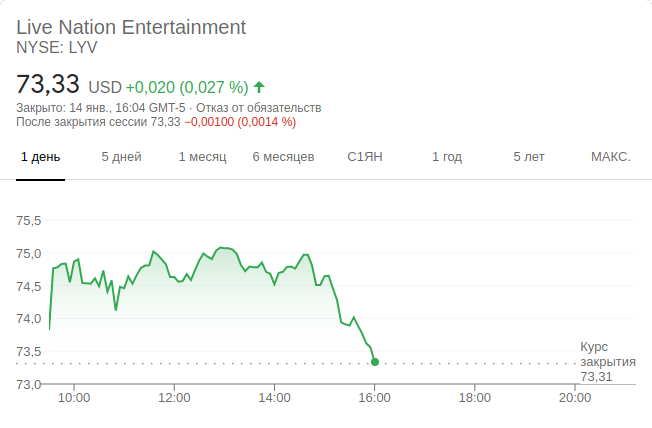 Live Nation Entertainment
NYSE: LYV
73,33 USD +0,020 (0,027 %)
Закрыто: 14 янв., 16:04 GMT-5 · Отказ от обязательств
После закрытия сессии 73,33 −0,00100 (0,0014 %)
1 день 5 дней 1 месяц 6 месяцев С1ЯН 1 год 5 лет МАКС.
75,5
75,0
74,5
74,0
73,5
73,0
Курс
закрытия
73,31
10:00 12:00 14:00 16:00 18:00 20:00